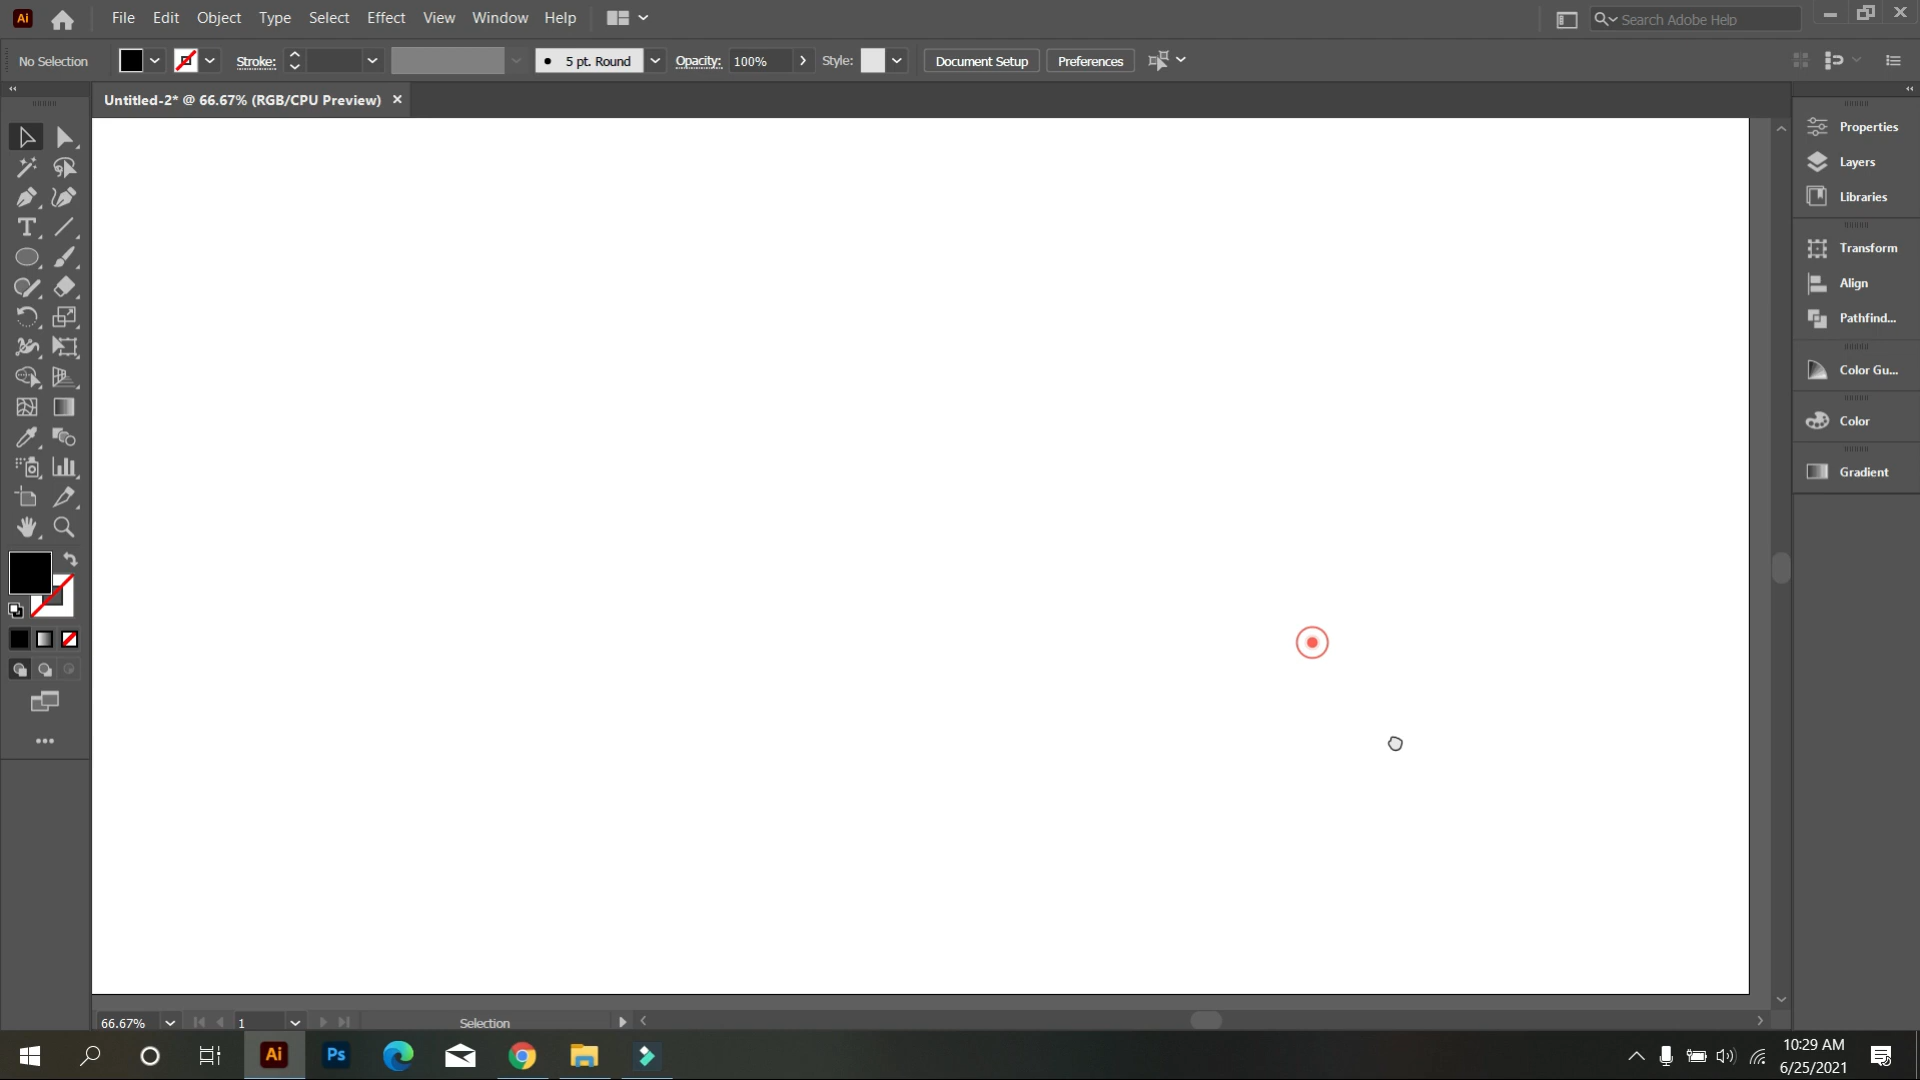 Ai
File Edit Object Type Select Effect View Window Help
Search Adobe Help
No Selection
Stroke:
5 pt. Round
Opacity: 100%
Style:
Document Setup
Preferences
Untitled-2* @ 66.67% (RGB/CPU Preview)
Properties
Layers
Libraries
Transform
Align
Pathfind...
Color Gu...
Color
Gradient
T
66.67%
1
Selection
Ai
Ps
10:29 AM
6/25/2021